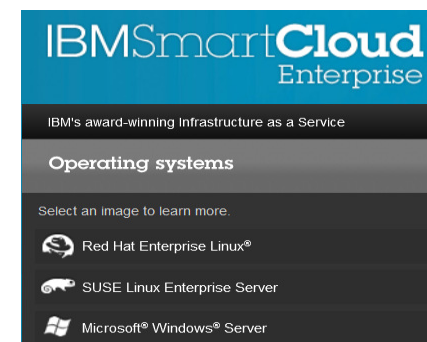 IBMSmartCloud
Enterprise
IBM's award-winning Infrastructure as a Service
Operating systems
Select an image to learn more.
Red Hat Enterprise Linux®
SUSE Linux Enterprise Server
Microsoft® Windows® Server